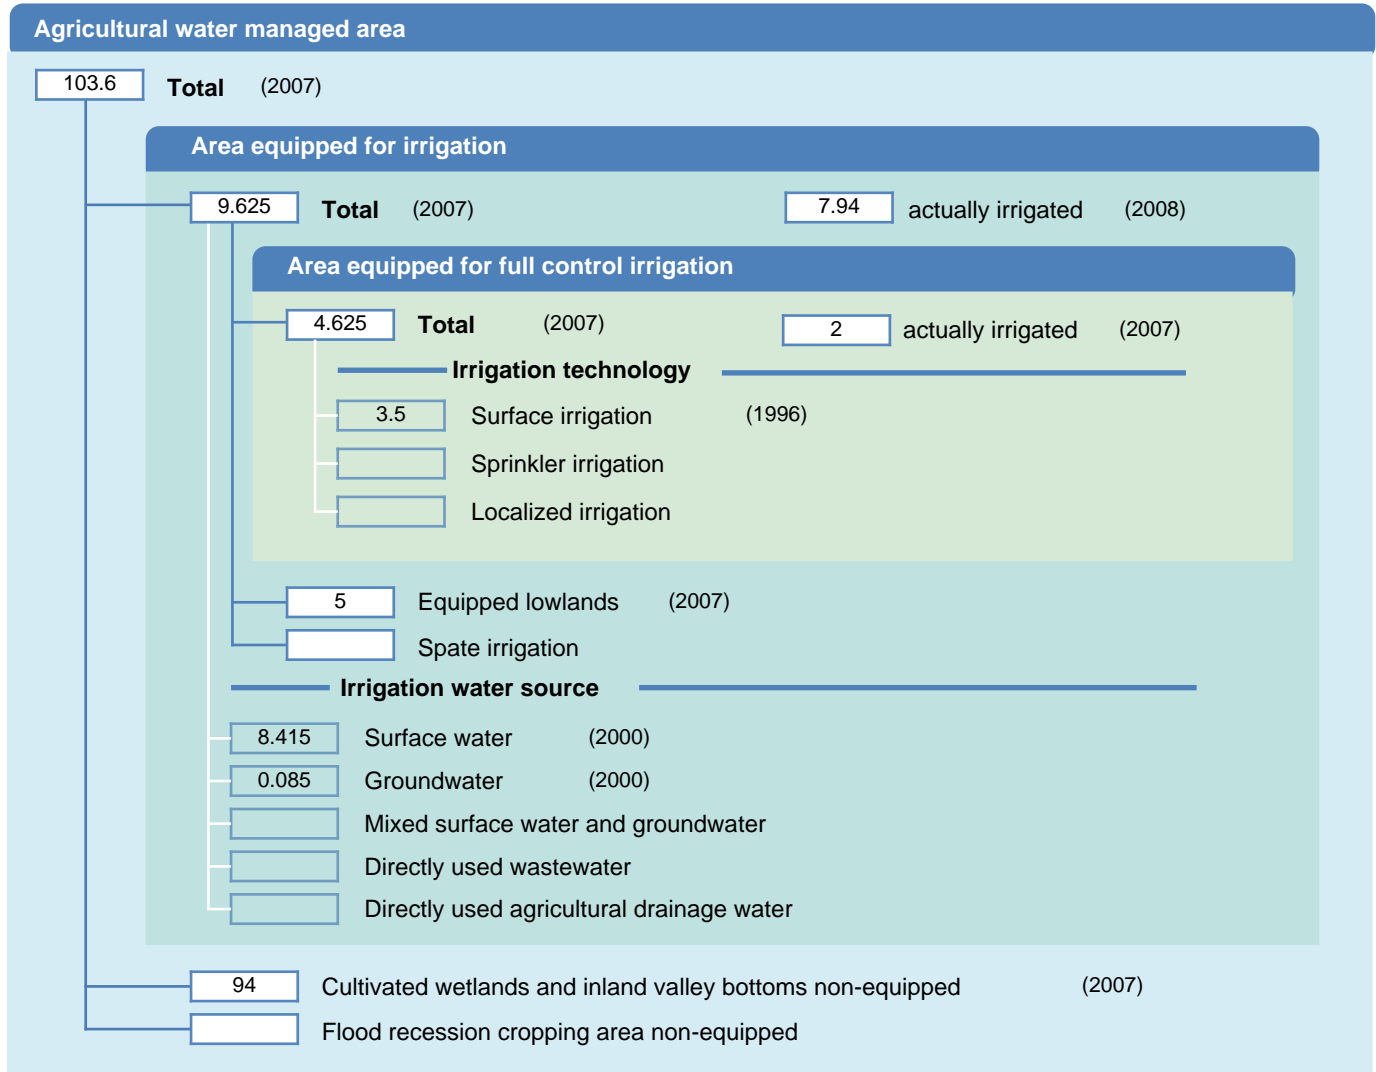 Agricultural water managed area
103.6 Total (2007)
Area equipped for irrigation
9.625 Total (2007) 7.94 actually irrigated (2008)
Area equipped for full control irrigation
4.625 Total (2007) 2 actually irrigated (2007)
Irrigation technology
3.5 Surface irrigation (1996)
Sprinkler irrigation
Localized irrigation
5 Equipped lowlands (2007)
Spate irrigation
Irrigation water source
8.415 Surface water (2000)
0.085 Groundwater (2000)
Mixed surface water and groundwater
Directly used wastewater
Directly used agricultural drainage water
94 Cultivated wetlands and inland valley bottoms non-equipped (2007)
Flood recession cropping area non-equipped